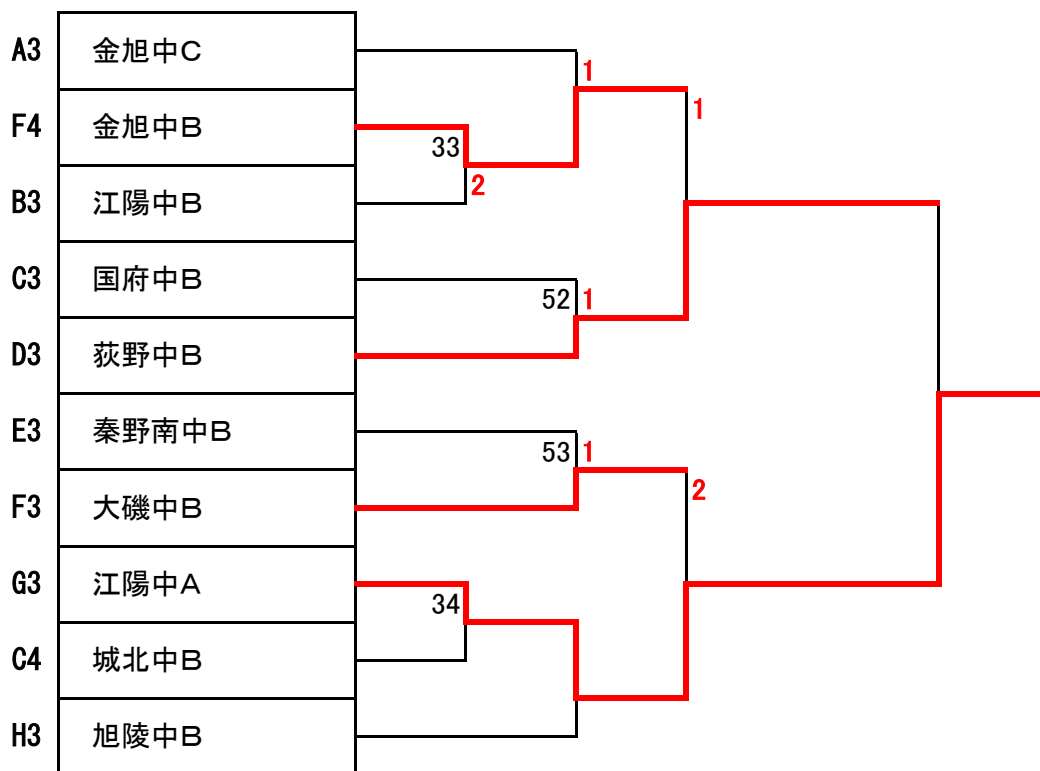 A3 金旭中C
1
F4 金旭中B
1
33
2
B3 江陽中B
C3 国府中B
52 1
D3 荻野中B
E3 秦野南中B
53 1
2
F3 大磯中B
G3 江陽中A
34
C4 城北中B
H3 旭陵中B